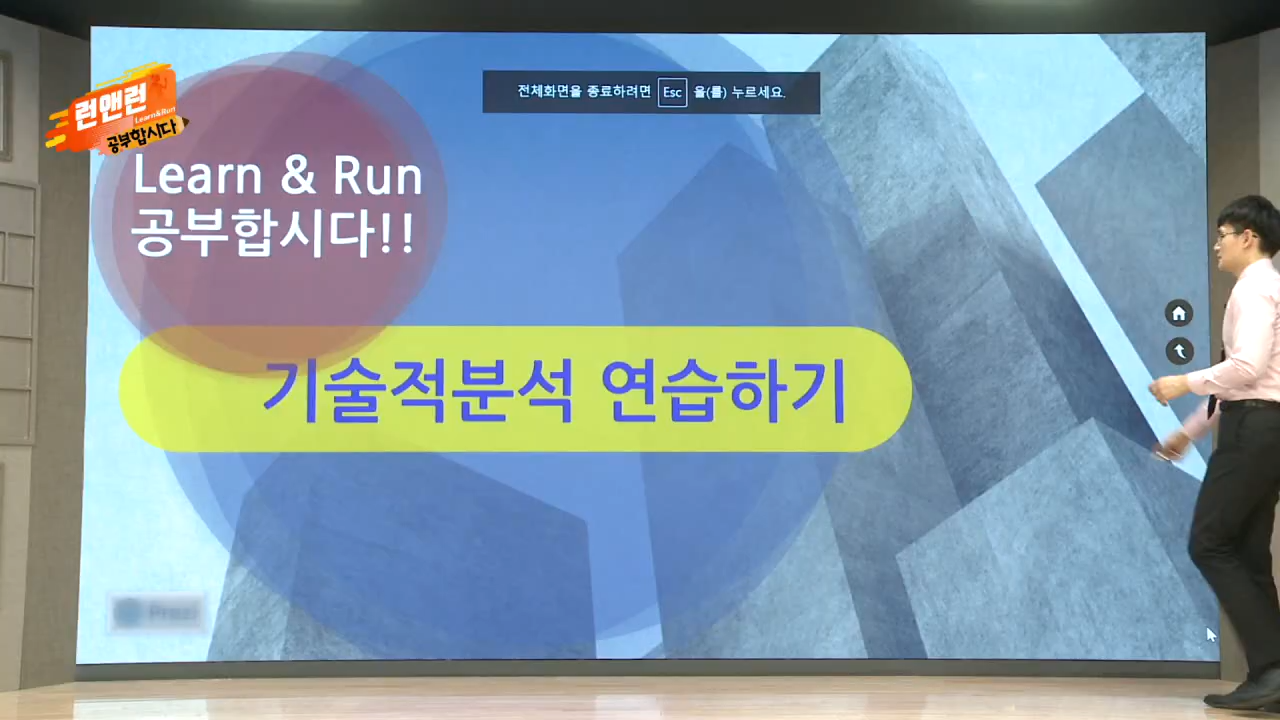 런앤런
Learn&Run
공부합시다
전체화면을 종료하려면 Esc 을(를) 누르세요.
Learn & Run
공부합시다!!
기술적분석 연습하기